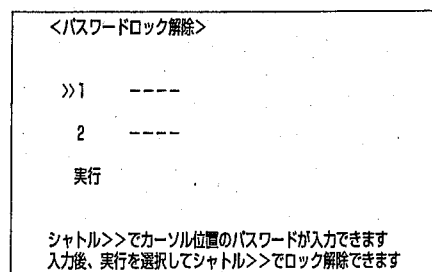 <パスワードロック解除>
≫1 ----
2 ----
実行
シャトル>>でカーソル位置のパスワードが入力できます
入力後、実行を選択してシャトル>>でロック解除できます